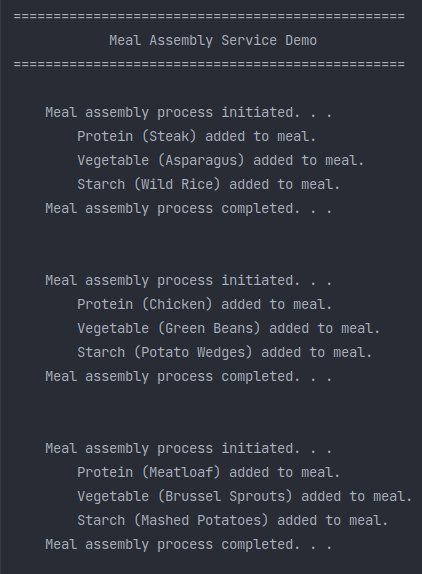 =================================================
Meal Assembly Service Demo
=================================================
Meal assembly process initiated. . .
Protein (Steak) added to meal.
Vegetable (Asparagus) added to meal.
Starch (Wild Rice) added to meal.
Meal assembly process completed. . .
Meal assembly process initiated. . .
Protein (Chicken) added to meal.
Vegetable (Green Beans) added to meal.
Starch (Potato Wedges) added to meal.
Meal assembly process completed. . .
Meal assembly process initiated. . .
Protein (Meatloaf) added to meal.
Vegetable (Brussel Sprouts) added to meal.
Starch (Mashed Potatoes) added to meal.
Meal assembly process completed. . .